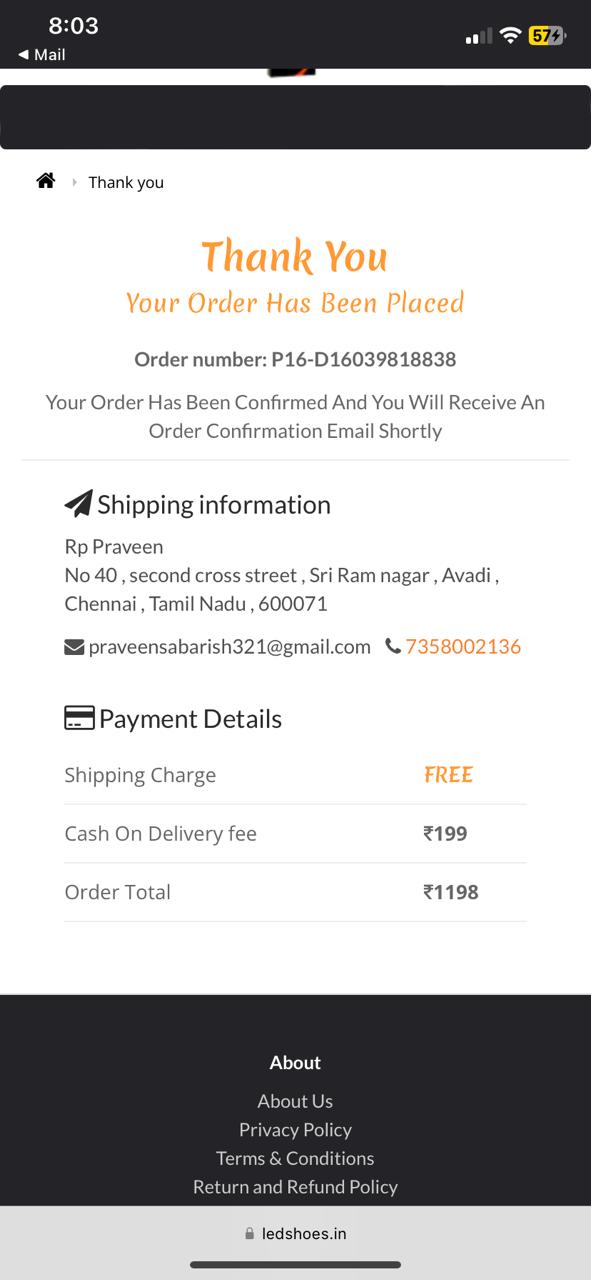 8:03
57
◀ Mail
Thank you
Thank You
Your Order Has Been Placed
Order number: P16-D16039818838
Your Order Has Been Confirmed And You Will Receive An
Order Confirmation Email Shortly
Shipping information
Rp Praveen
No 40 , second cross street , Sri Ram nagar , Avadi ,
Chennai , Tamil Nadu , 600071
praveensabarish321@gmail.com 7358002136
Payment Details
Shipping Charge FREE
Cash On Delivery fee ₹199
Order Total ₹1198
About
About Us
Privacy Policy
Terms & Conditions
Return and Refund Policy
ledshoes.in